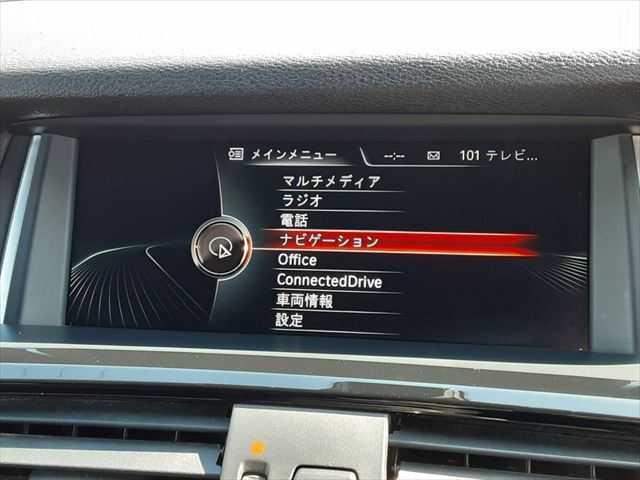 メインメニュー --:-- 101 テレビ...
マルチメディア
ラジオ
電話
ナビゲーション
Office
ConnectedDrive
車両情報
設定